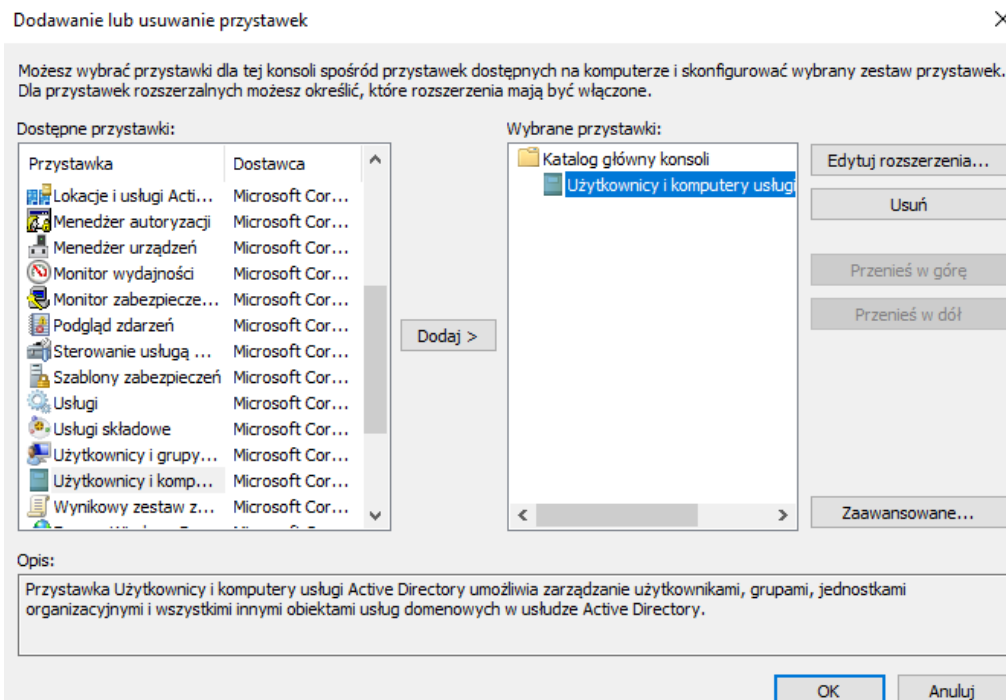 Dodawanie lub usuwanie przystawek
Możesz wybrać przystawki dla tej konsoli spośród przystawek dostępnych na komputerze i skonfigurować wybrany zestaw przystawek.
Dla przystawek rozszerzalnych możesz określić, które rozszerzenia mają być włączone.
Dostępne przystawki:
Przystawka Dostawca
Lokacje i usługi Acti... Microsoft Cor...
Menedżer autoryzacji Microsoft Cor...
Menedżer urządzeń Microsoft Cor...
Monitor wydajności Microsoft Cor...
Monitor zabezpiecze... Microsoft Cor...
Podgląd zdarzeń Microsoft Cor...
Sterowanie usługą ... Microsoft Cor...
Szablony zabezpieczeń Microsoft Cor...
Usługi Microsoft Cor...
Usługi składowe Microsoft Cor...
Użytkownicy i grupy... Microsoft Cor...
Użytkownicy i komp... Microsoft Cor...
Wynikowy zestaw z... Microsoft Cor...
Dodaj >
Wybrane przystawki:
Katalog główny konsoli
Użytkownicy i komputery usługi
Edytuj rozszerzenia...
Usuń
Przenieś w górę
Przenieś w dół
Zaawansowane...
Opis:
Przystawka Użytkownicy i komputery usługi Active Directory umożliwia zarządzanie użytkownikami, grupami, jednostkami
organizacyjnymi i wszystkimi innymi obiektami usług domenowych w usłudze Active Directory.
OK
Anuluj